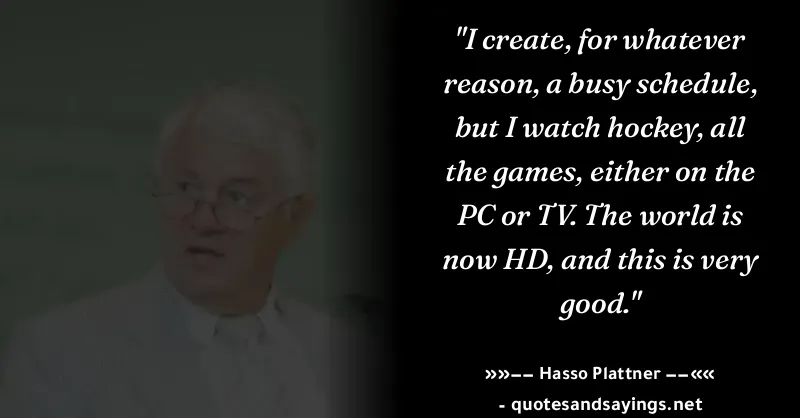 "I create, for whatever
reason, a busy schedule,
but I watch hockey, all
the games, either on the
PC or TV. The world is
now HD, and this is very
good."
»»−− Hasso Plattner −−««
- quotesandsayings.net